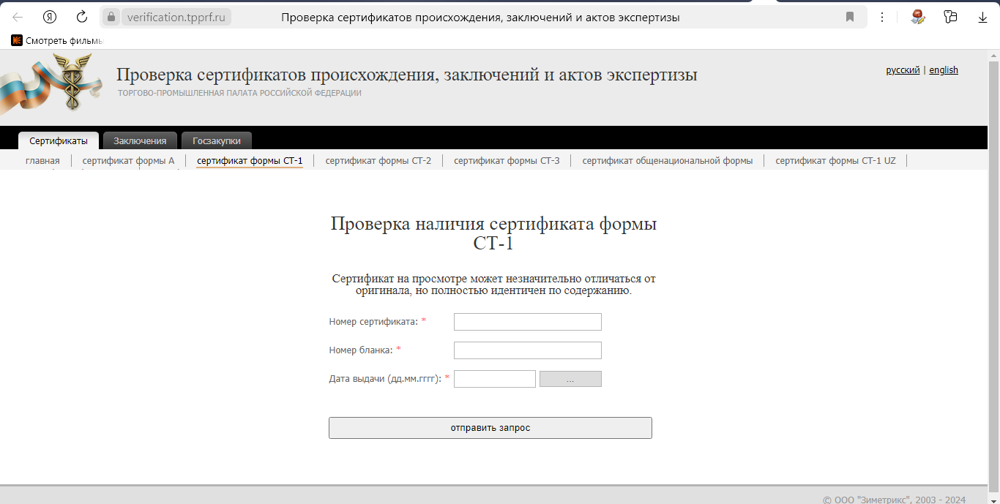 verification.tpprf.ru
Проверка сертификатов происхождения, заключений и актов экспертизы
Смотреть фильмы
Проверка сертификатов происхождения, заключений и актов экспертизы
русский | english
ТОРГОВО-ПРОМЫШЛЕННАЯ ПАЛАТА РОССИЙСКОЙ ФЕДЕРАЦИИ
Сертификаты Заключения Госзакупки
главная сертификат формы А сертификат формы СТ-1 сертификат формы СТ-2 сертификат формы СТ-3 сертификат общенациональной формы сертификат формы СТ-1 UZ
Проверка наличия сертификата формы
СТ-1
Сертификат на просмотре может незначительно отличаться от
оригинала, но полностью идентичен по содержанию.
Номер сертификата: *
Номер бланка: *
Дата выдачи (дд.мм.гггг): * ...
отправить запрос
© ООО "Зиметрикс", 2003 - 2024